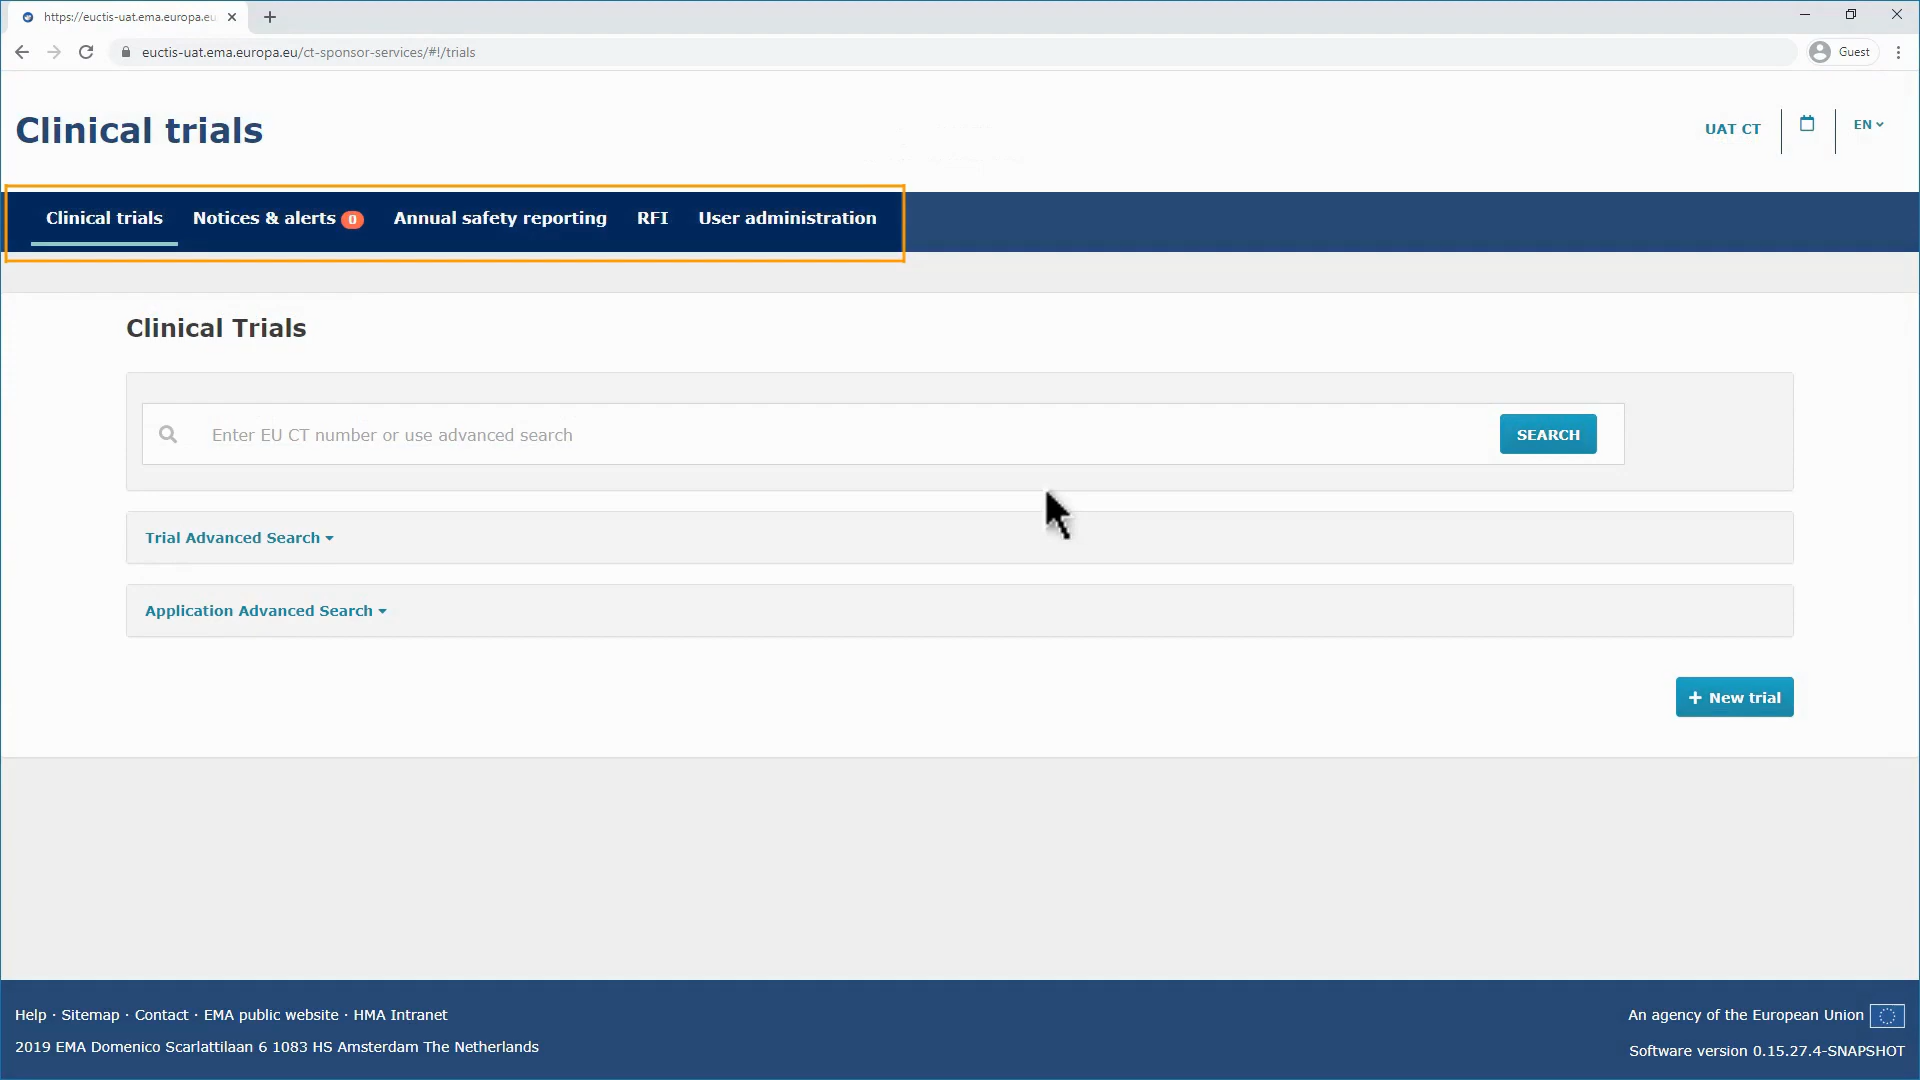 https://euctis-uat.ema.europa.eu
euctis-uat.ema.europa.eu/ct-sponsor-services/#!/trials
Guest
Clinical trials
UAT CT
EN
Clinical trials Notices & alerts 0 Annual safety reporting RFI User administration
Clinical Trials
Enter EU CT number or use advanced search
SEARCH
Trial Advanced Search
Application Advanced Search
+ New trial
Help · Sitemap · Contact · EMA public website · HMA Intranet
An agency of the European Union
2019 EMA Domenico Scarlattilaan 6 1083 HS Amsterdam The Netherlands
Software version 0.15.27.4-SNAPSHOT